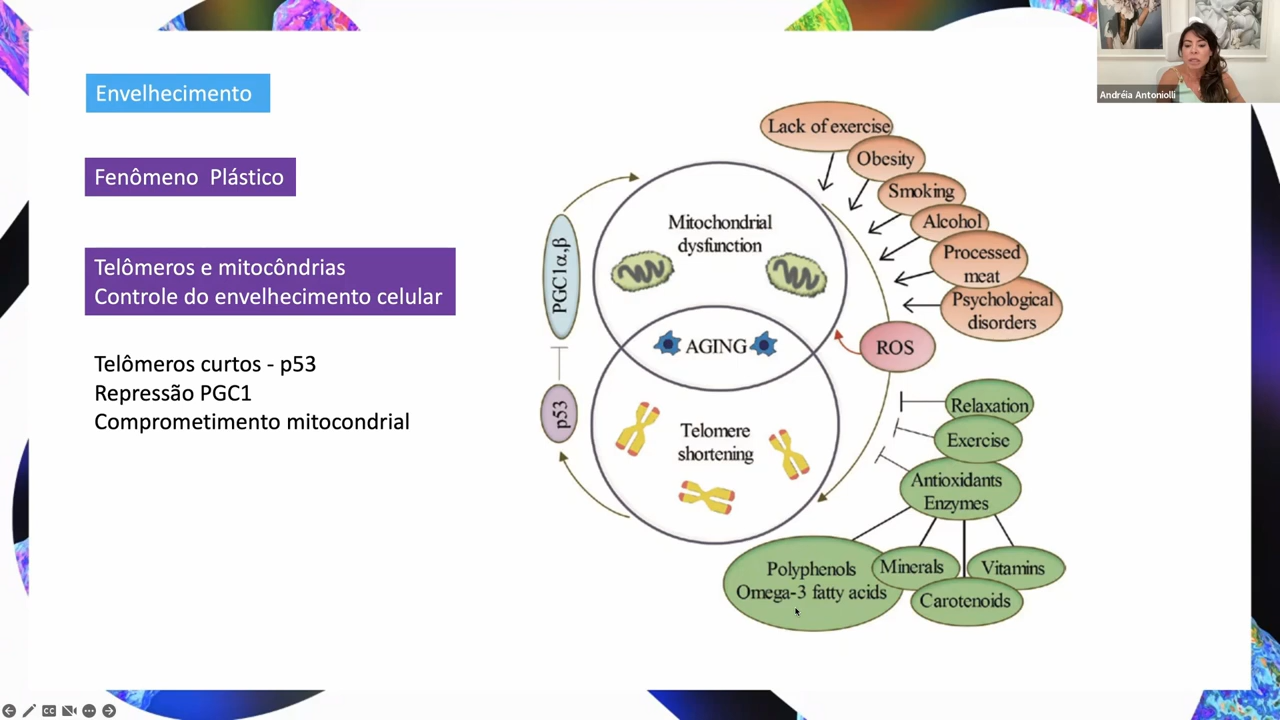 Envelhecimento
Fenômeno Plástico
Telômeros e mitocôndrias
Controle do envelhecimento celular
Telômeros curtos - p53
Repressão PGC1
Comprometimento mitocondrial
Andréia Antoniolli
Lack of exercise
Obesity
Smoking
Alcohol
Processed
meat
Psychological
disorders
Mitochondrial
dysfunction
PGC1α,β
AGING
ROS
p53
Telomere
shortening
Relaxation
Exercise
Antioxidants
Enzymes
Polyphenols
Omega-3 fatty acids
Minerals
Vitamins
Carotenoids
CC